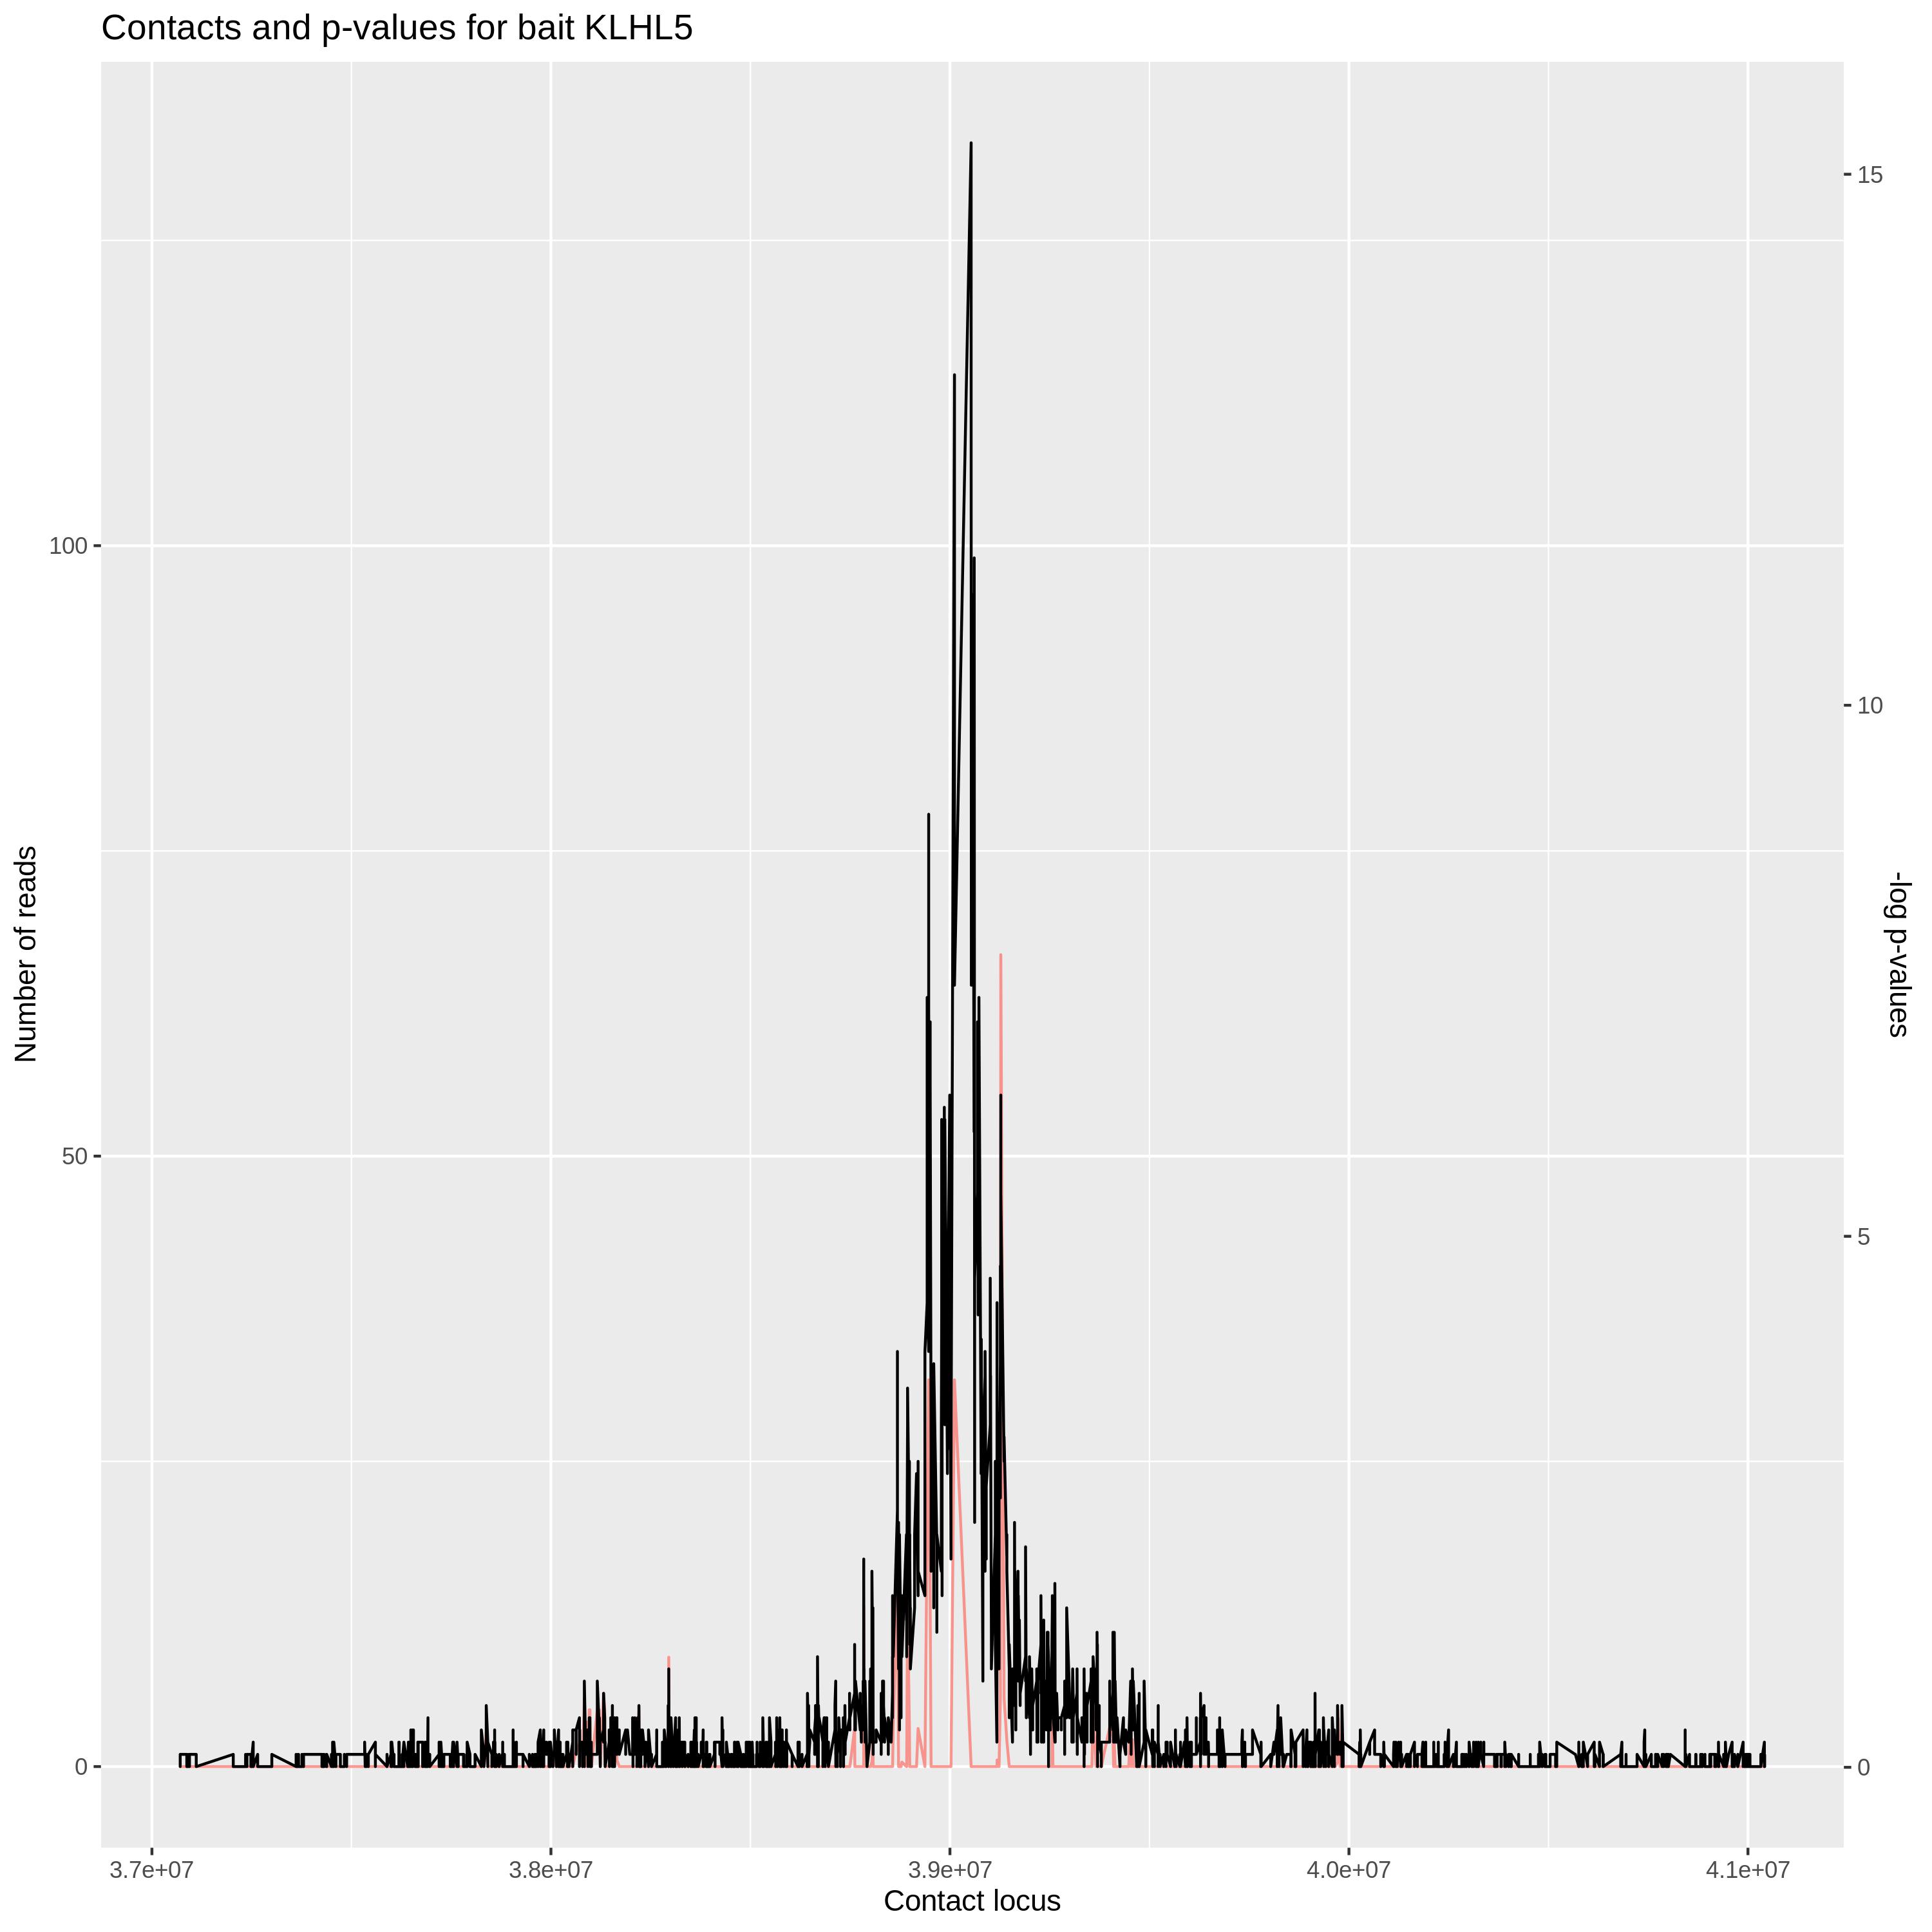 Contacts and p-values for bait KLHL5
Number of reads
100
50
0
15
10
5
0
-log p-values
3.7e+07 3.8e+07 3.9e+07 4.0e+07 4.1e+07
Contact locus